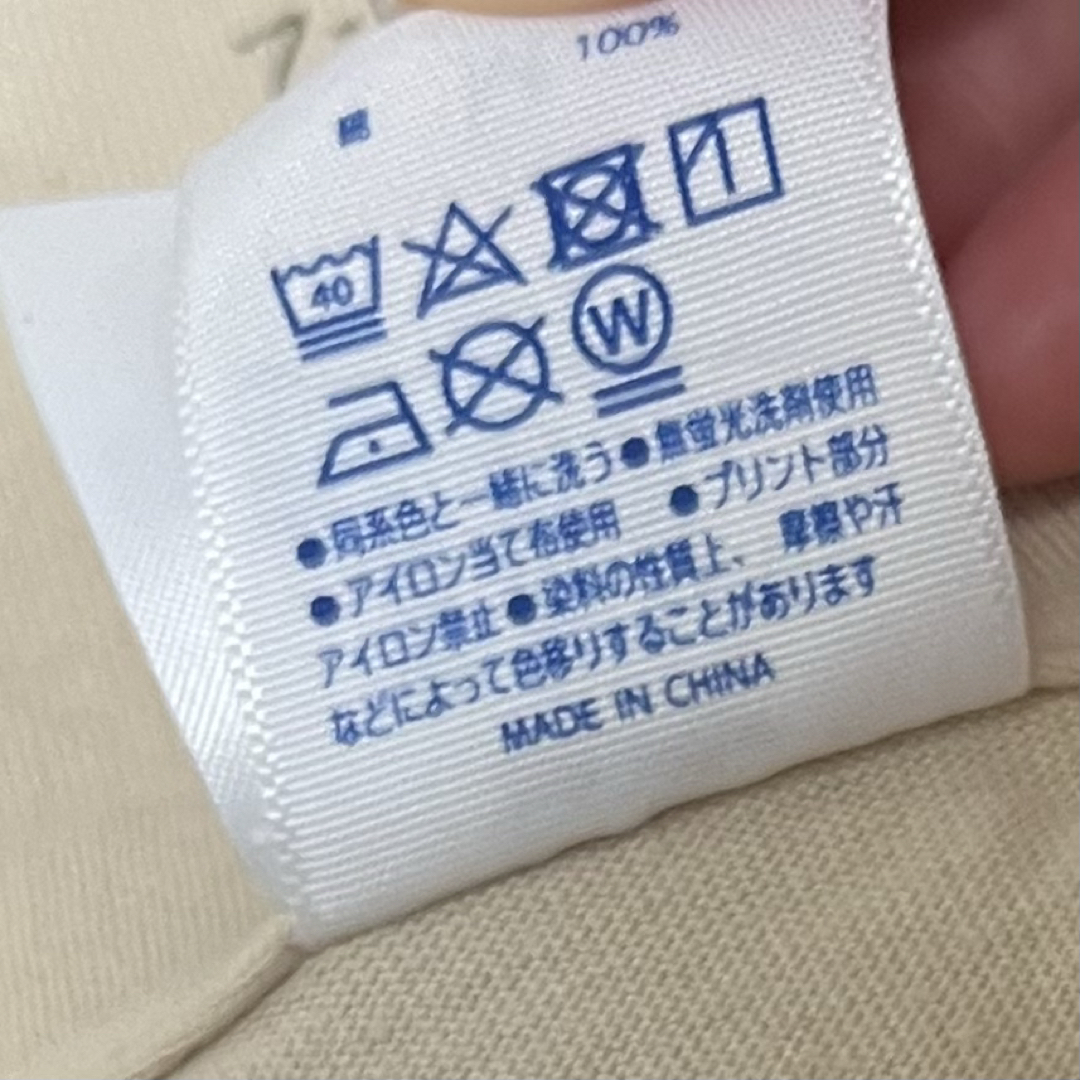 綿 100%
40
W
●同系色と一緒に洗う●無蛍光洗剤使用
●アイロン当て布使用 ●プリント部分
アイロン禁止●染料の性質上、摩擦や汗
などによって色移りすることがあります
MADE IN CHINA